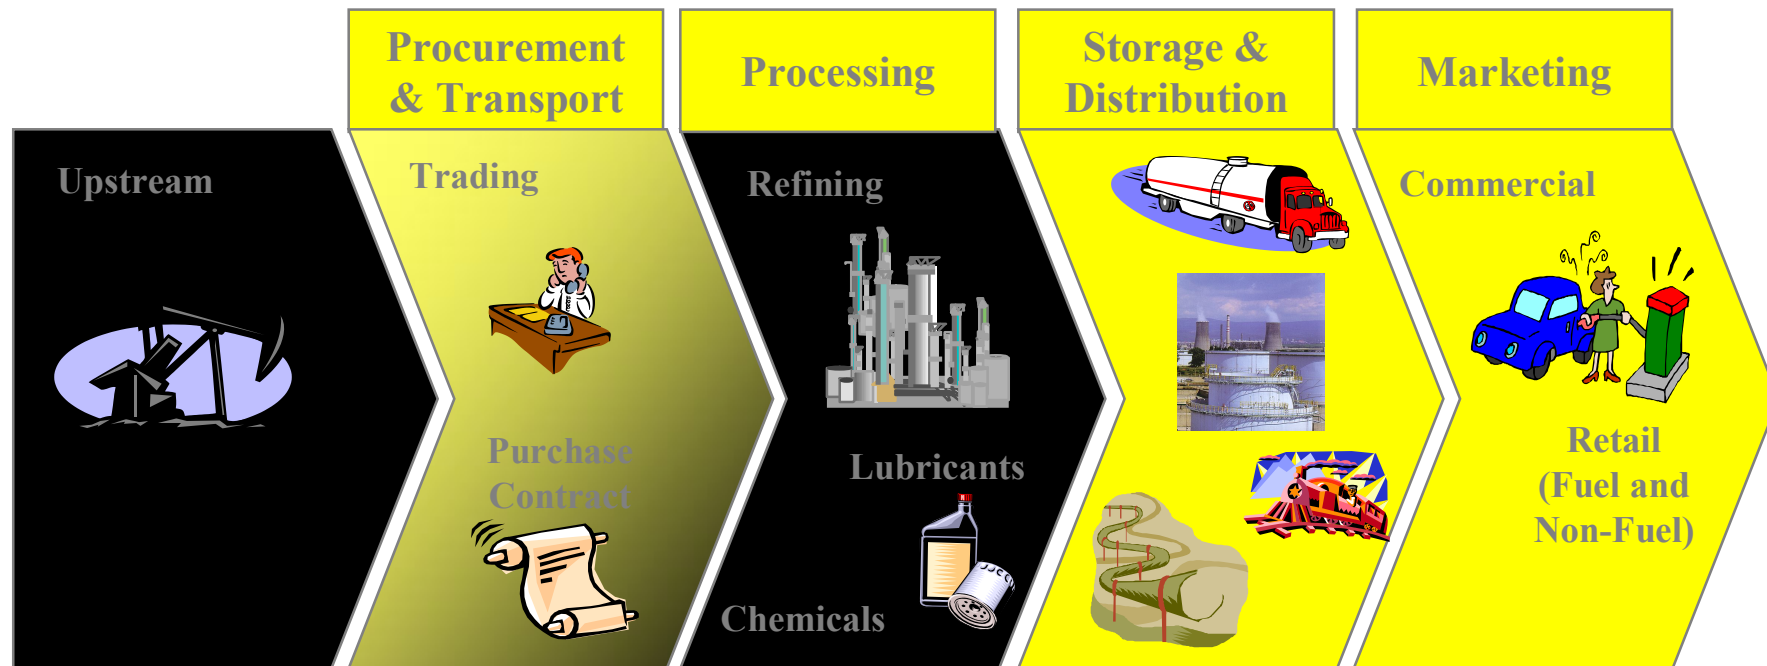 Procurement
& Transport
Processing
Storage &
Distribution
Marketing
Upstream
Trading
Purchase
Contract
Refining
Lubricants
Chemicals
Commercial
Retail
(Fuel and
Non-Fuel)